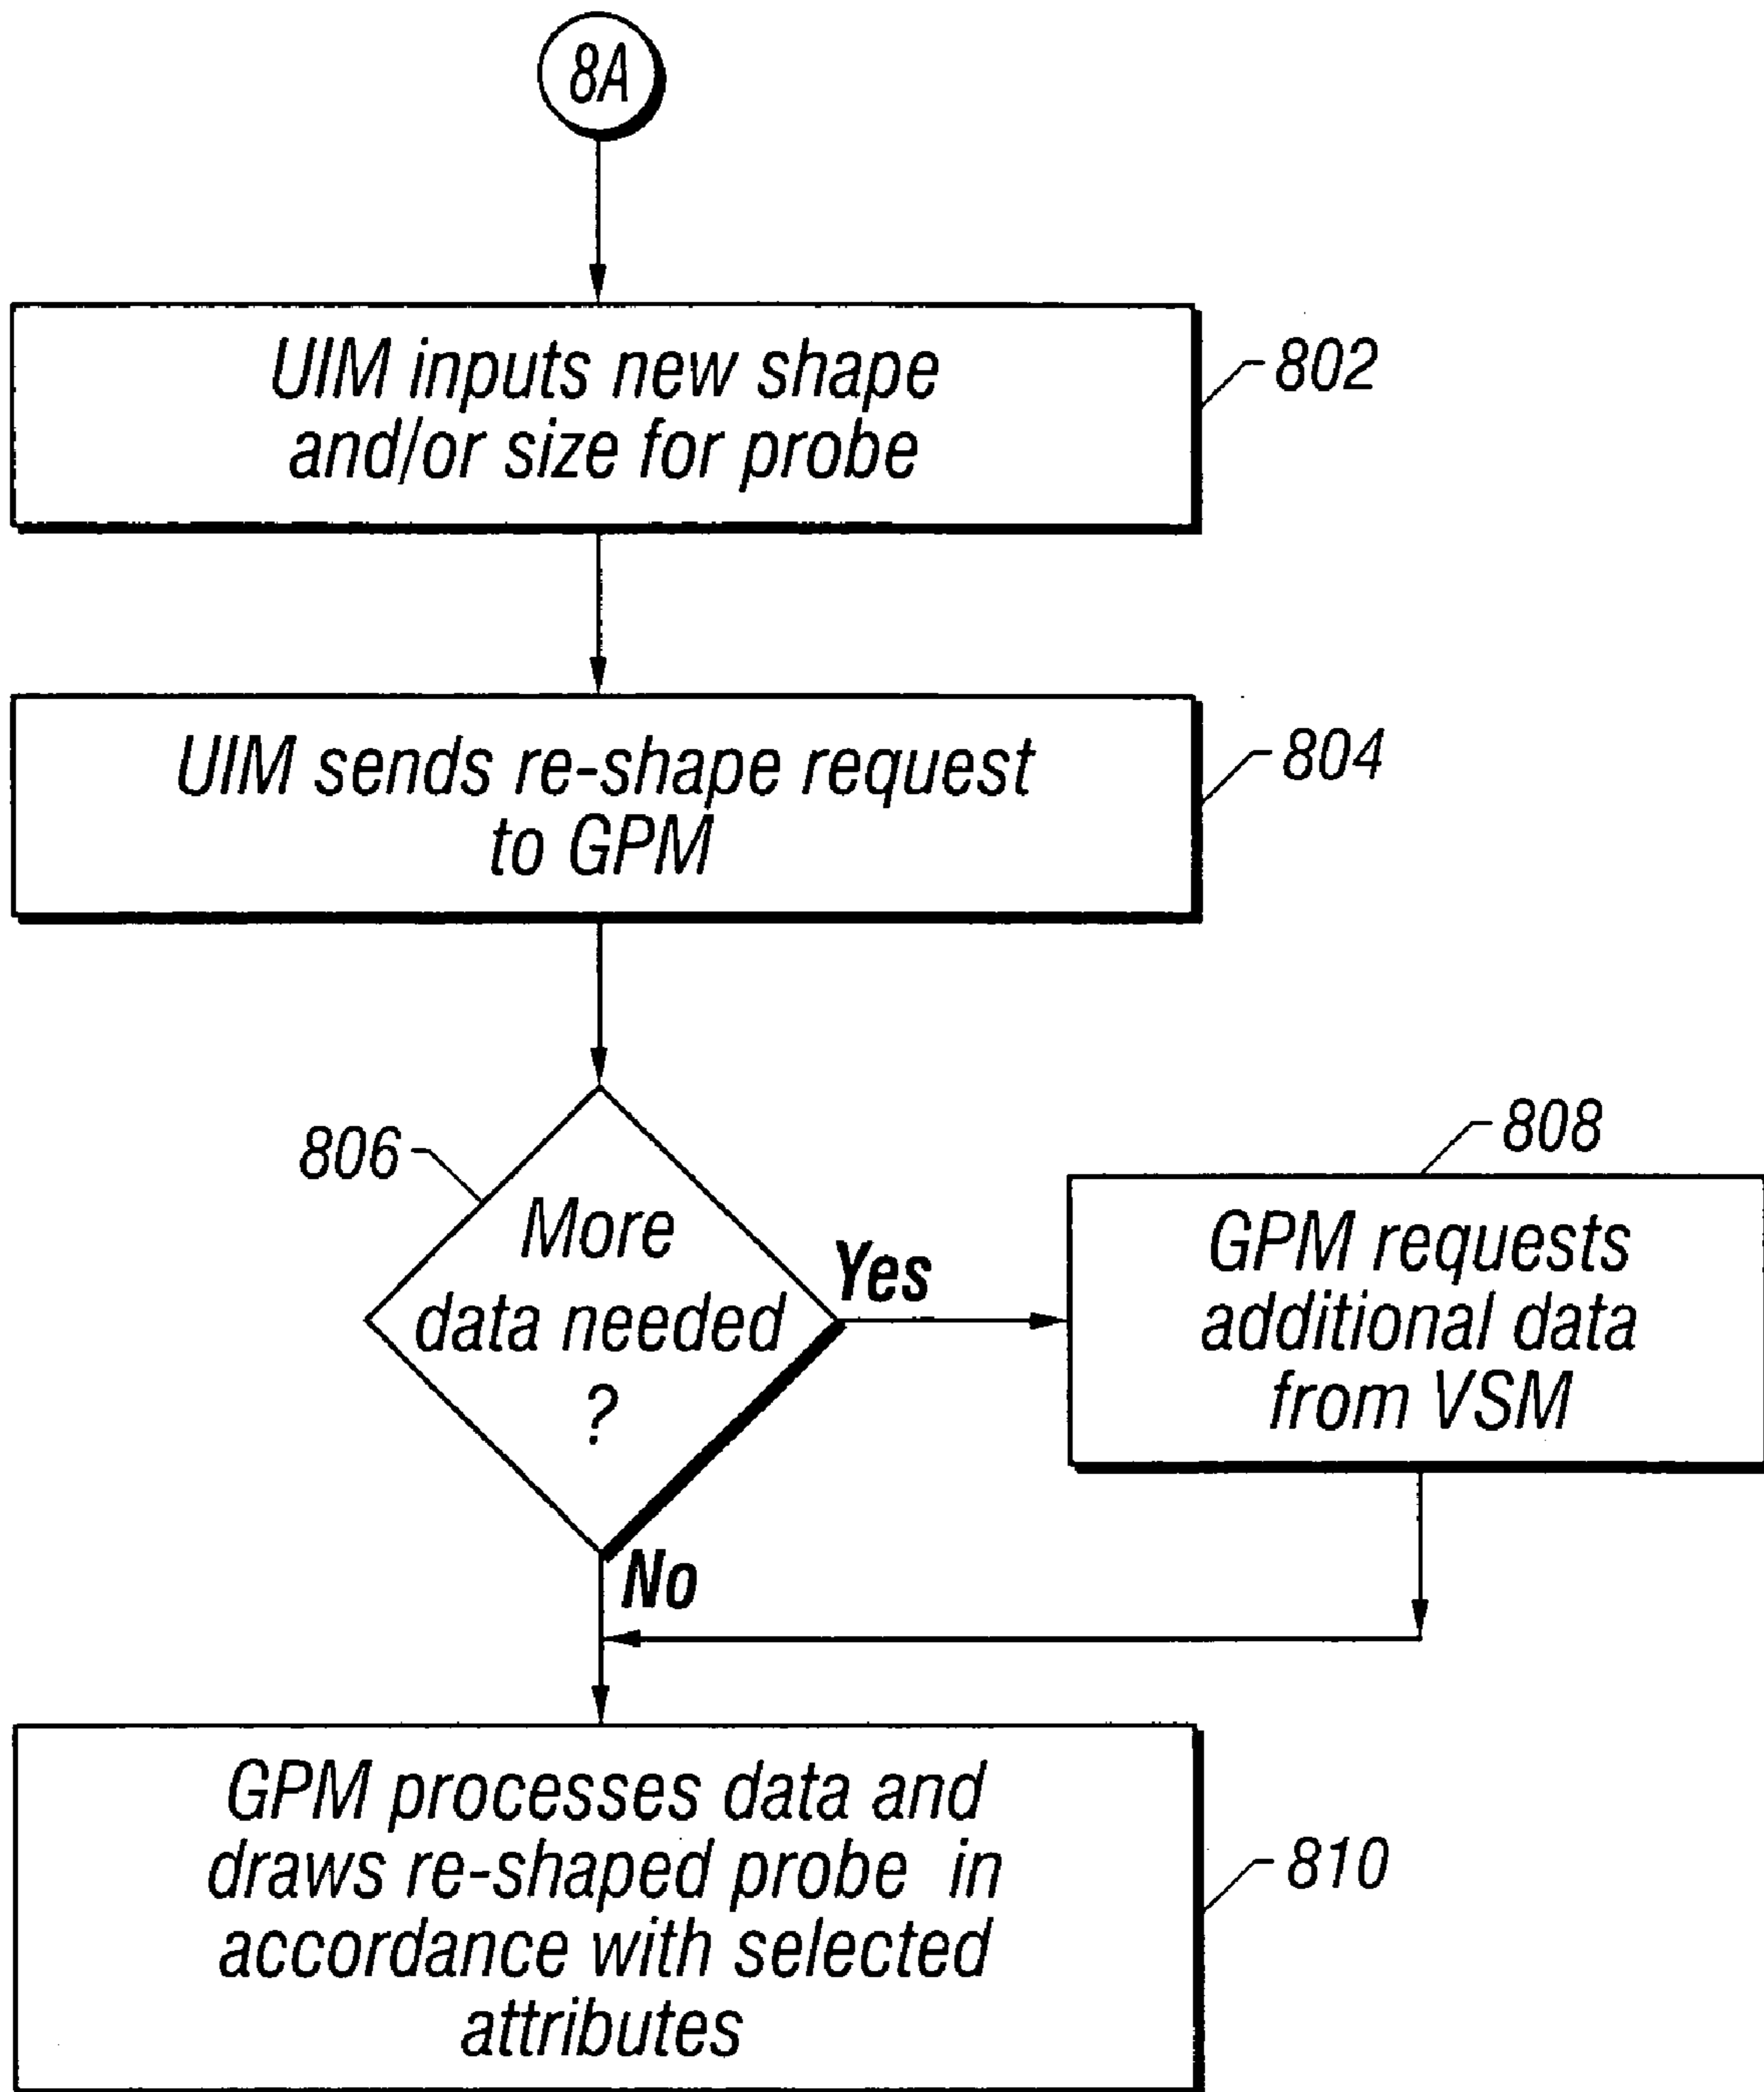 8A
UIM inputs new shape
and/or size for probe
802
UIM sends re-shape request
to GPM
804
806
More
data needed
?
Yes
808
GPM requests
additional data
from VSM
No
GPM processes data and
draws re-shaped probe in
accordance with selected
attributes
810